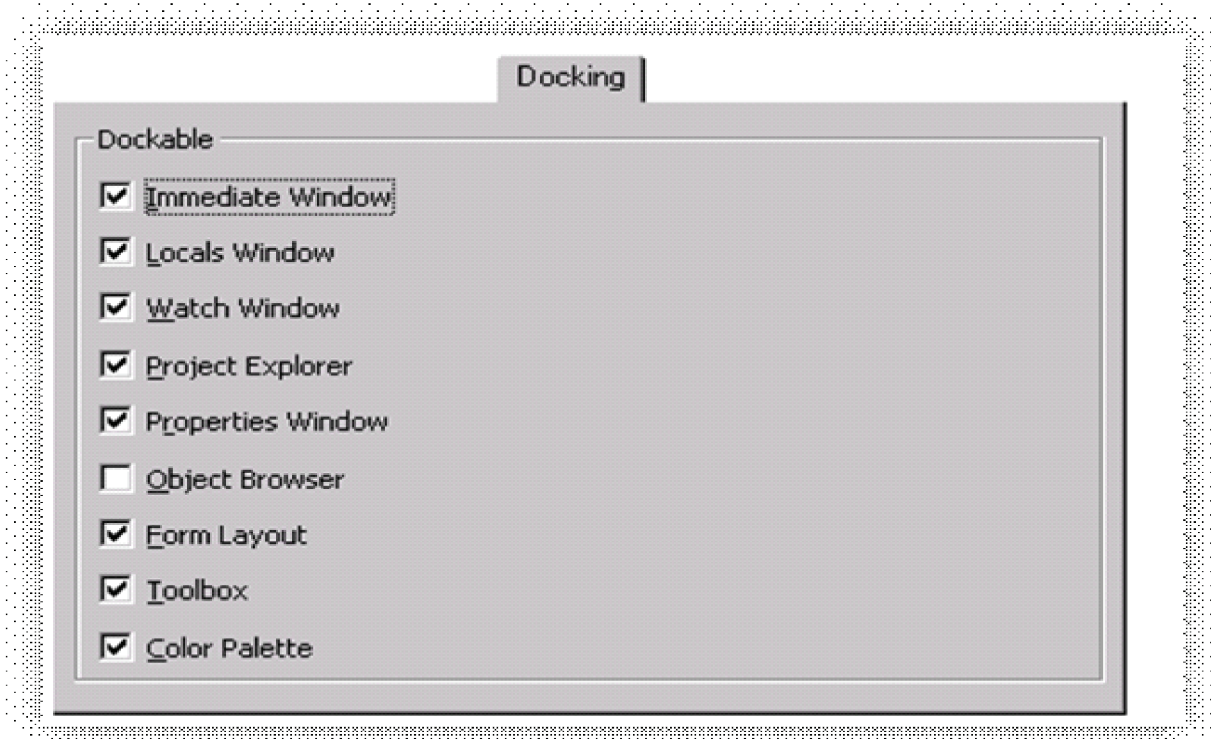 Docking
Dockable
Immediate Window
Locals Window
Watch Window
Project Explorer
Properties Window
Object Browser
Form Layout
Toolbox
Color Palette